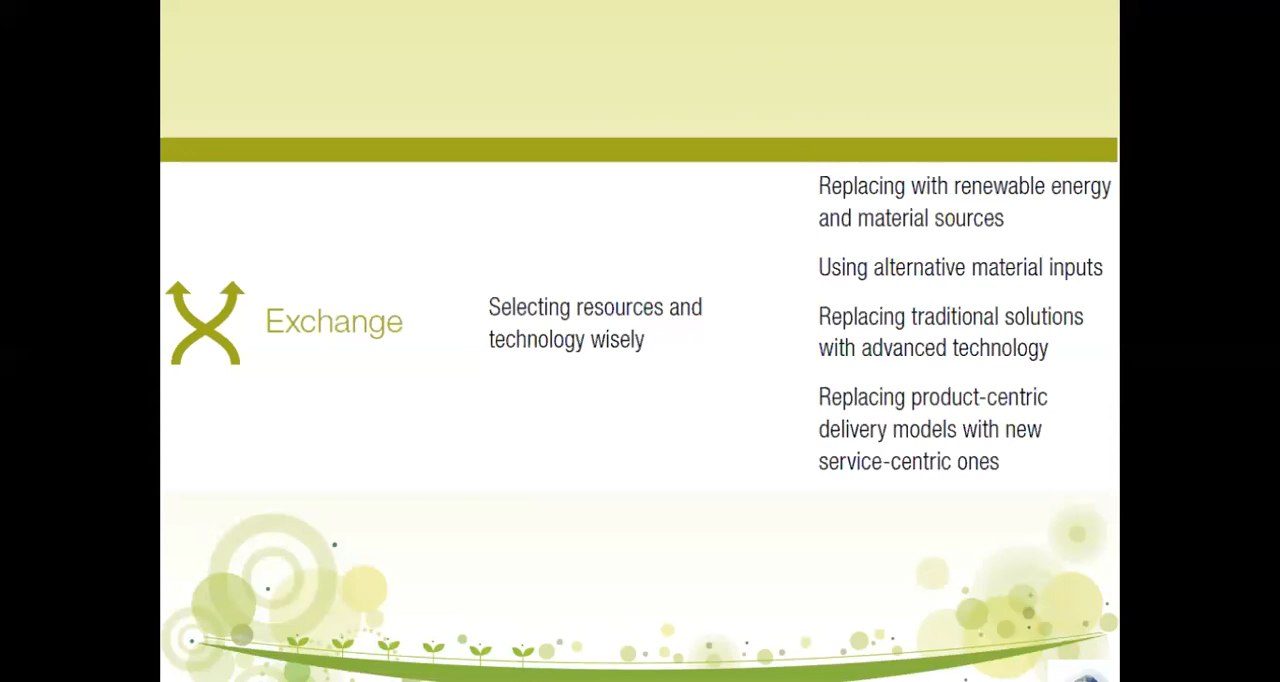 Exchange
Selecting resources and
technology wisely
Replacing with renewable energy
and material sources
Using alternative material inputs
Replacing traditional solutions
with advanced technology
Replacing product-centric
delivery models with new
service-centric ones